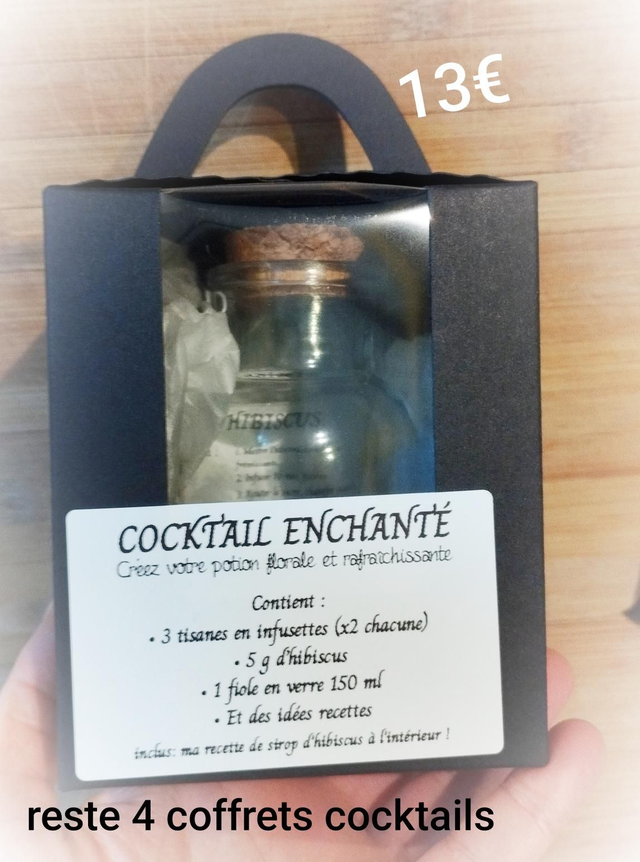 13€
HIBISCUS
COCKTAIL ENCHANTÉ
Créez votre potion florale et rafraîchissante
Contient :
• 3 tisanes en infusettes (x2 chacune)
• 5 g d'hibiscus
• 1 fiole en verre 150 ml
• Et des idées recettes
inclus: ma recette de sirop d'hibiscus à l'intérieur !
reste 4 coffrets cocktails